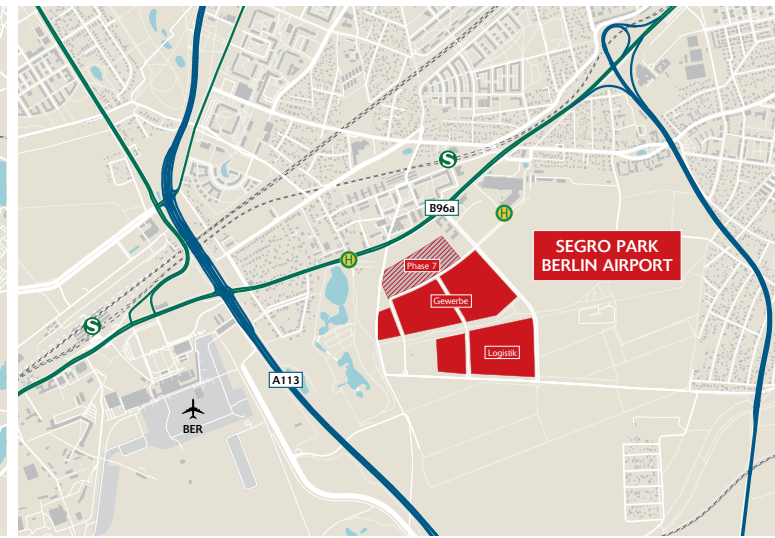 S
B96a
H
SEGRO PARK
BERLIN AIRPORT
H
Phase 7
Gewerbe
S
Logistik
A113
BER